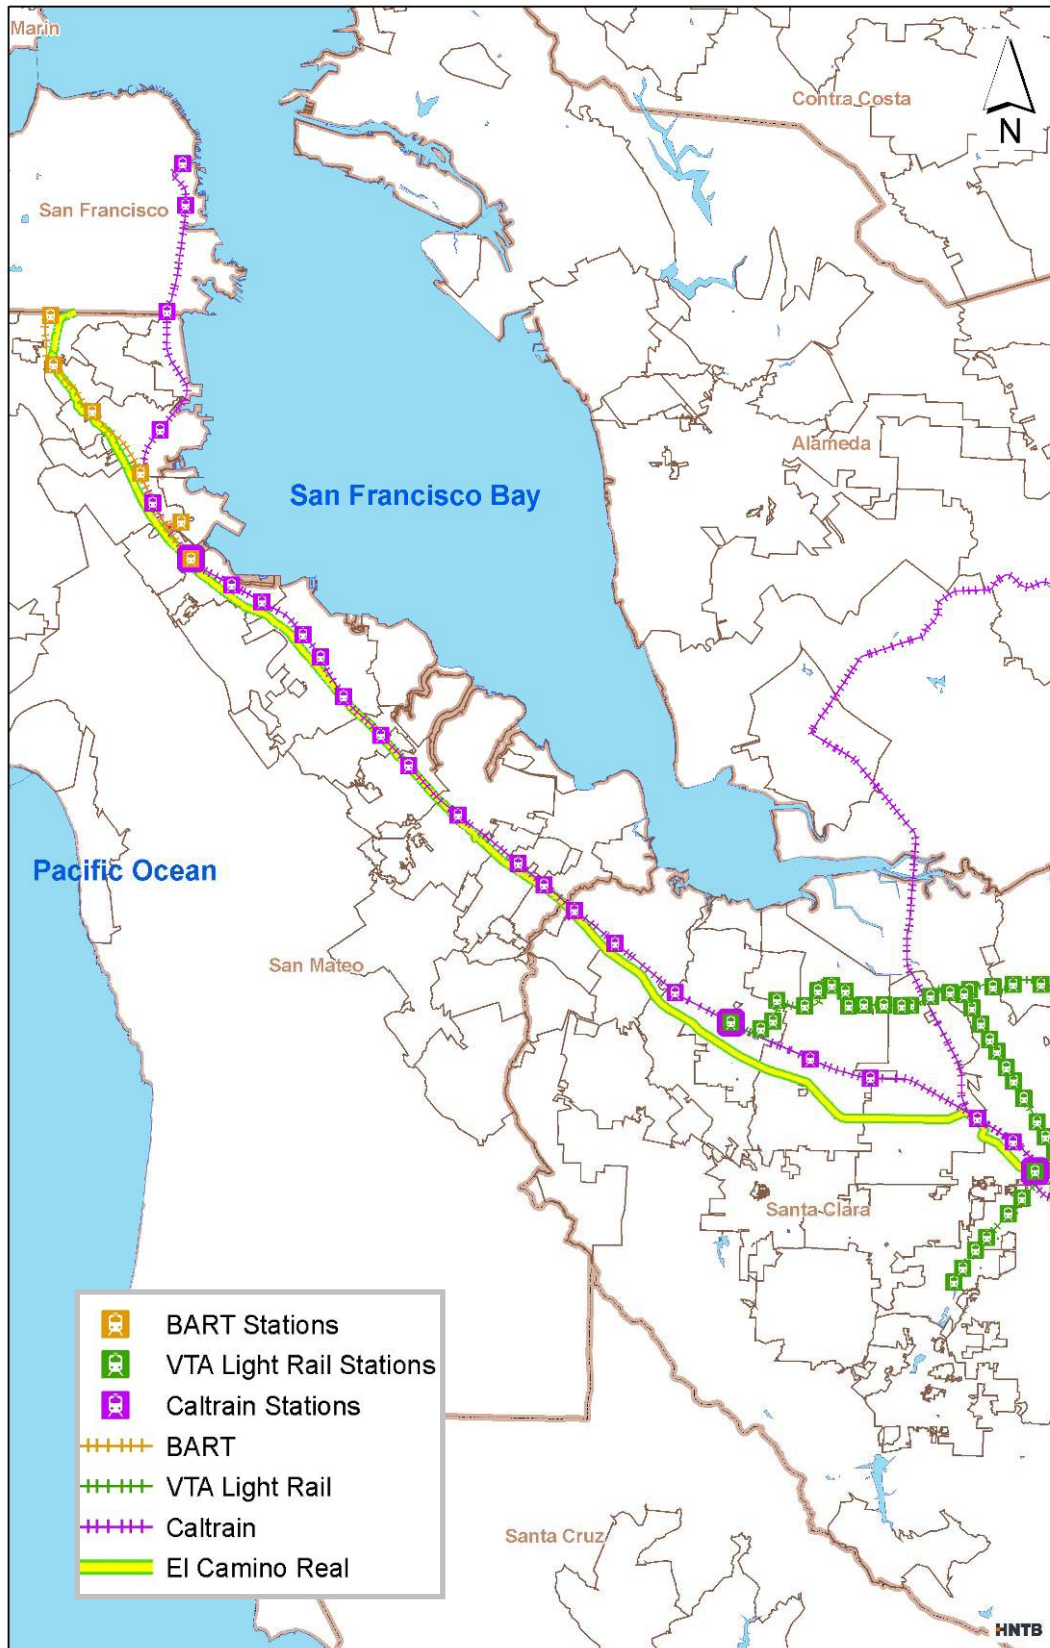 Marin
Contra Costa
N
San Francisco
Alameda
San Francisco Bay
Pacific Ocean
San Mateo
Santa Clara
BART Stations
VTA Light Rail Stations
Caltrain Stations
BART
VTA Light Rail
Caltrain
El Camino Real
Santa Cruz
HNTB